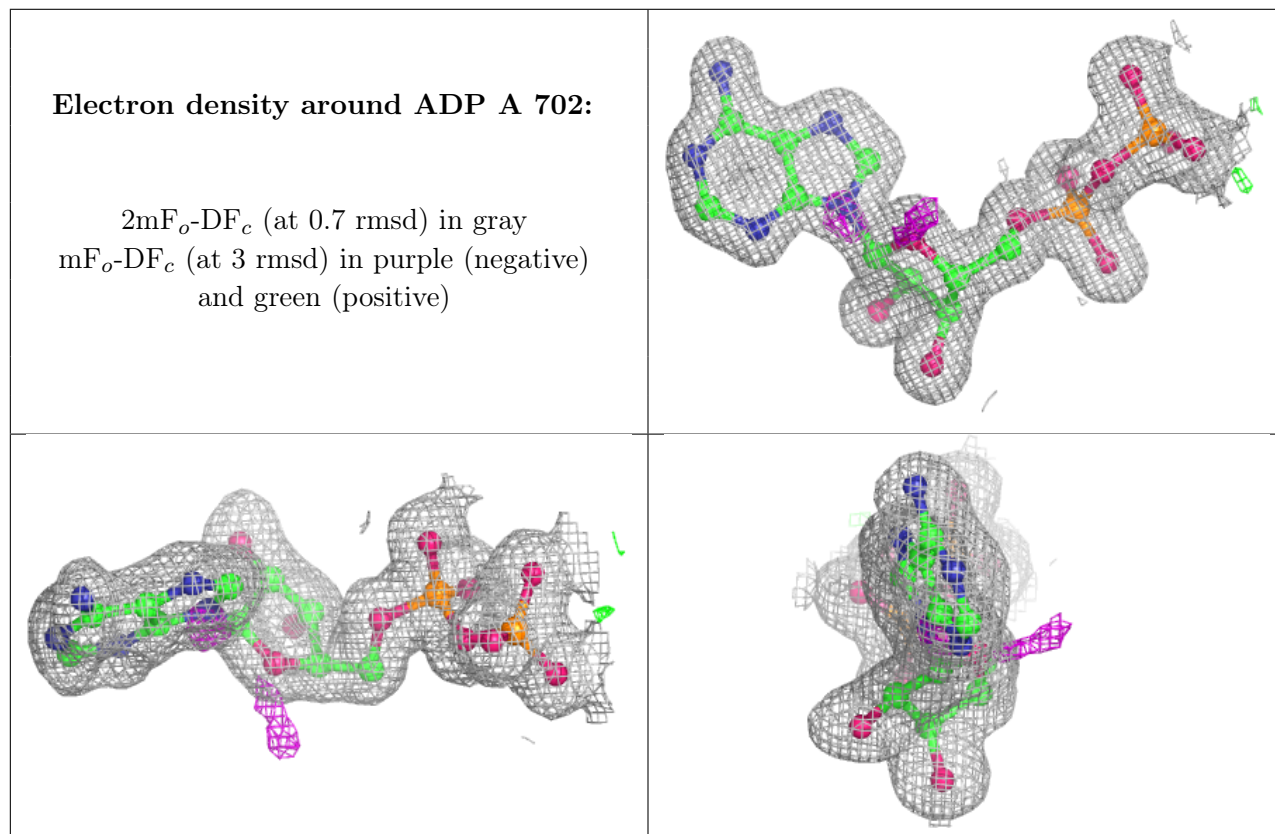 Electron density around ADP A 702:
2mFo-DFc (at 0.7 rmsd) in gray
mFo-DFc (at 3 rmsd) in purple (negative)
and green (positive)